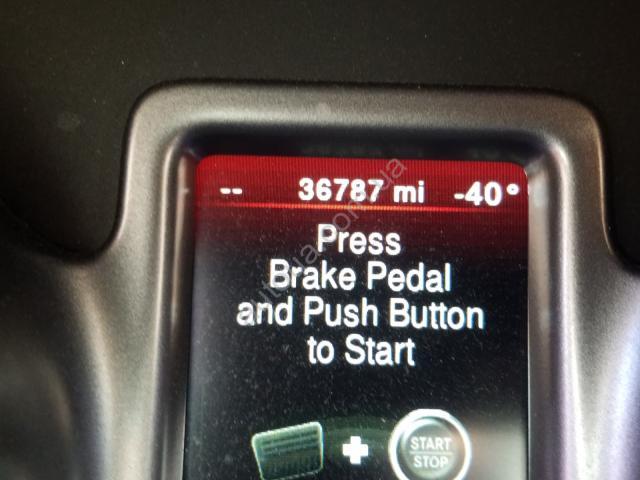 -- 36787 mi -40°
Press
Brake Pedal
and Push Button
to Start
START
STOP